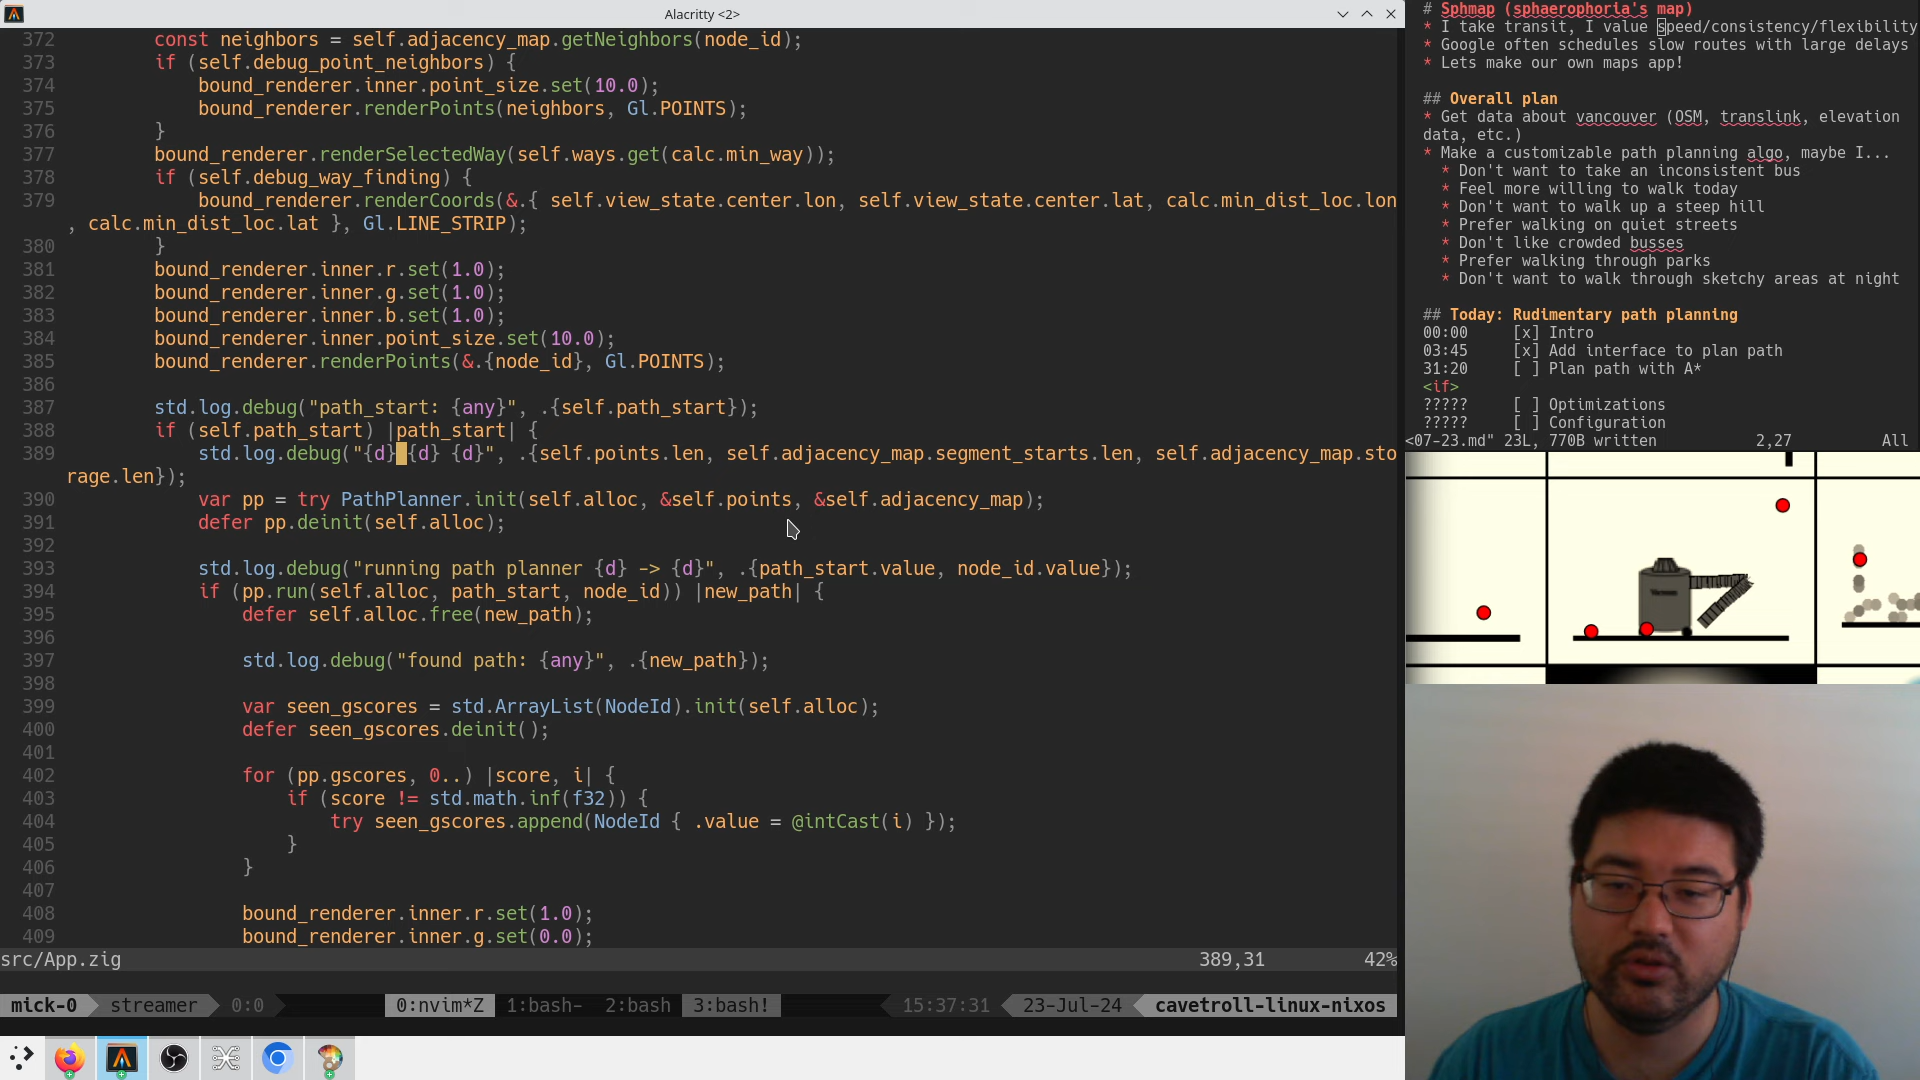 Alacritty <2>
372 const neighbors = self.adjacency_map.getNeighbors(node_id);
373 if (self.debug_point_neighbors) {
374 bound_renderer.inner.point_size.set(10.0);
375 bound_renderer.renderPoints(neighbors, Gl.POINTS);
376 }
377 bound_renderer.renderSelectedWay(self.ways.get(calc.min_way));
378 if (self.debug_way_finding) {
379 bound_renderer.renderCoords(&.{ self.view_state.center.lon, self.view_state.center.lat, calc.min_dist_loc.lon
, calc.min_dist_loc.lat }, Gl.LINE_STRIP);
380 }
381 bound_renderer.inner.r.set(1.0);
382 bound_renderer.inner.g.set(1.0);
383 bound_renderer.inner.b.set(1.0);
384 bound_renderer.inner.point_size.set(10.0);
385 bound_renderer.renderPoints(&.{node_id}, Gl.POINTS);
386
387 std.log.debug("path_start: {any}", .{self.path_start});
388 if (self.path_start) |path_start| {
389 std.log.debug("{d} {d} {d}", .{self.points.len, self.adjacency_map.segment_starts.len, self.adjacency_map.sto
rage.len});
390 var pp = try PathPlanner.init(self.alloc, &self.points, &self.adjacency_map);
391 defer pp.deinit(self.alloc);
392
393 std.log.debug("running path planner {d} -> {d}", .{path_start.value, node_id.value});
394 if (pp.run(self.alloc, path_start, node_id)) |new_path| {
395 defer self.alloc.free(new_path);
396
397 std.log.debug("found path: {any}", .{new_path});
398
399 var seen_gscores = std.ArrayList(NodeId).init(self.alloc);
400 defer seen_gscores.deinit();
401
402 for (pp.gscores, 0..) |score, i| {
403 if (score != std.math.inf(f32)) {
404 try seen_gscores.append(NodeId { .value = @intCast(i) });
405 }
406 }
407
408 bound_renderer.inner.r.set(1.0);
409 bound_renderer.inner.g.set(0.0);
src/App.zig 389,31 42%
mick-0 streamer 0:0 0:nvim*Z 1:bash- 2:bash 3:bash! 15:37:31 23-Jul-24 cavetroll-linux-nixos
# Sphmap (sphaerophoria's map)
* I take transit, I value speed/consistency/flexibility
* Google often schedules slow routes with large delays
* Lets make our own maps app!
## Overall plan
* Get data about vancouver (OSM, translink, elevation
data, etc.)
* Make a customizable path planning algo, maybe I...
* Don't want to take an inconsistent bus
* Feel more willing to walk today
* Don't want to walk up a steep hill
* Prefer walking on quiet streets
* Don't like crowded busses
* Prefer walking through parks
* Don't want to walk through sketchy areas at night
## Today: Rudimentary path planning
00:00 [x] Intro
03:45 [x] Add interface to plan path
31:20 [ ] Plan path with A*
<if>
????? [ ] Optimizations
????? [ ] Configuration
<07-23.md" 23L, 770B written 2,27 All